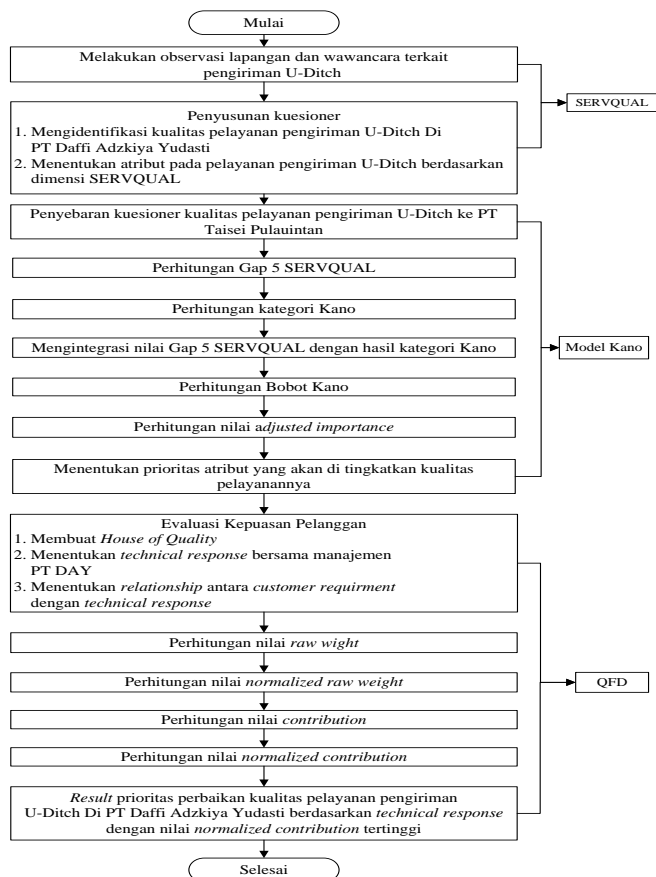 Mulai
Melakukan observasi lapangan dan wawancara terkait
pengiriman U-Ditch
SERVQUAL
Penyusunan kuesioner
1. Mengidentifikasi kualitas pelayanan pengiriman U-Ditch Di
PT Daffi Adzkiya Yudasti
2. Menentukan atribut pada pelayanan pengiriman U-Ditch berdasarkan
dimensi SERVQUAL
Penyebaran kuesioner kualitas pelayanan pengiriman U-Ditch ke PT
Taisei Pulauintan
Perhitungan Gap 5 SERVQUAL
Perhitungan kategori Kano
Mengintegrasi nilai Gap 5 SERVQUAL dengan hasil kategori Kano
Model Kano
Perhitungan Bobot Kano
Perhitungan nilai adjusted importance
Menentukan prioritas atribut yang akan di tingkatkan kualitas
pelayanannya
Evaluasi Kepuasan Pelanggan
1. Membuat House of Quality
2. Menentukan technical response bersama manajemen
PT DAY
3. Menentukan relationship antara customer requirment
dengan technical response
Perhitungan nilai raw wight
Perhitungan nilai normalized raw weight
QFD
Perhitungan nilai contribution
Perhitungan nilai normalized contribution
Result prioritas perbaikan kualitas pelayanan pengiriman
U-Ditch Di PT Daffi Adzkiya Yudasti berdasarkan technical response
dengan nilai normalized contribution tertinggi
Selesai